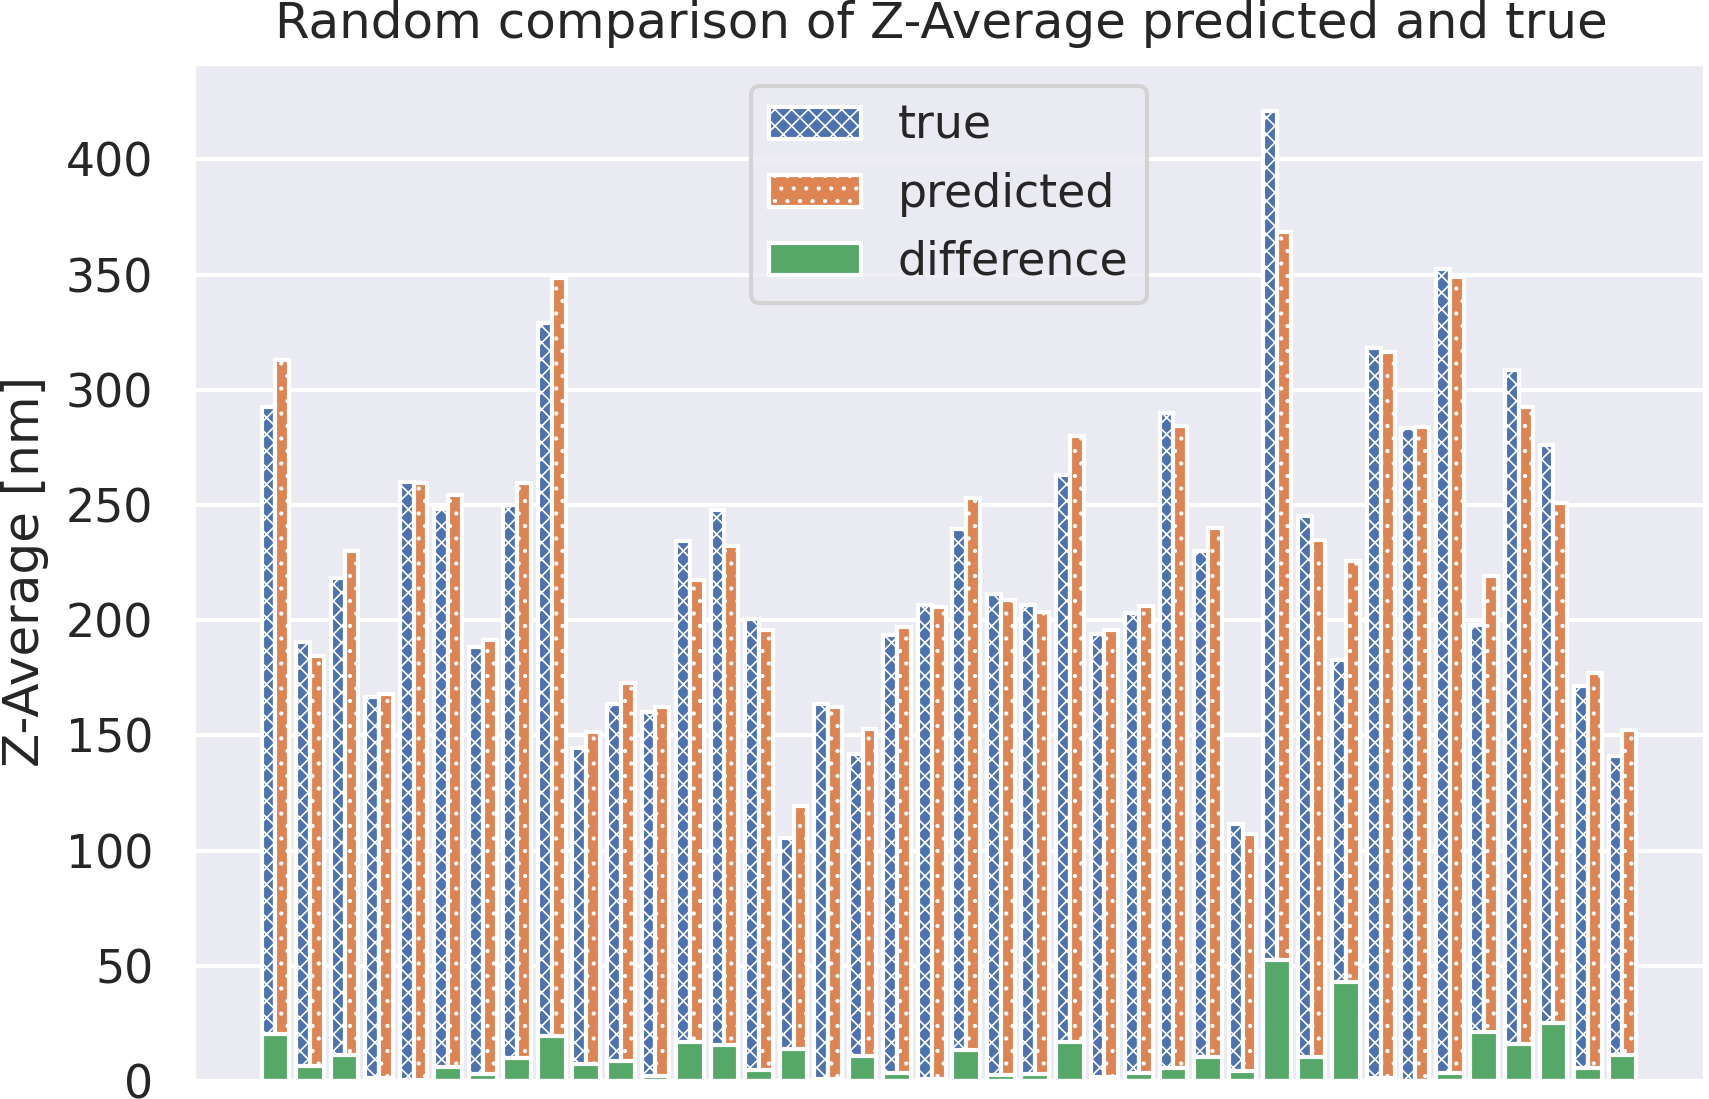 Random comparison of Z-Average predicted and true
true
predicted
difference
Z-Average [nm]
400
350
300
250
200
150
100
50
0